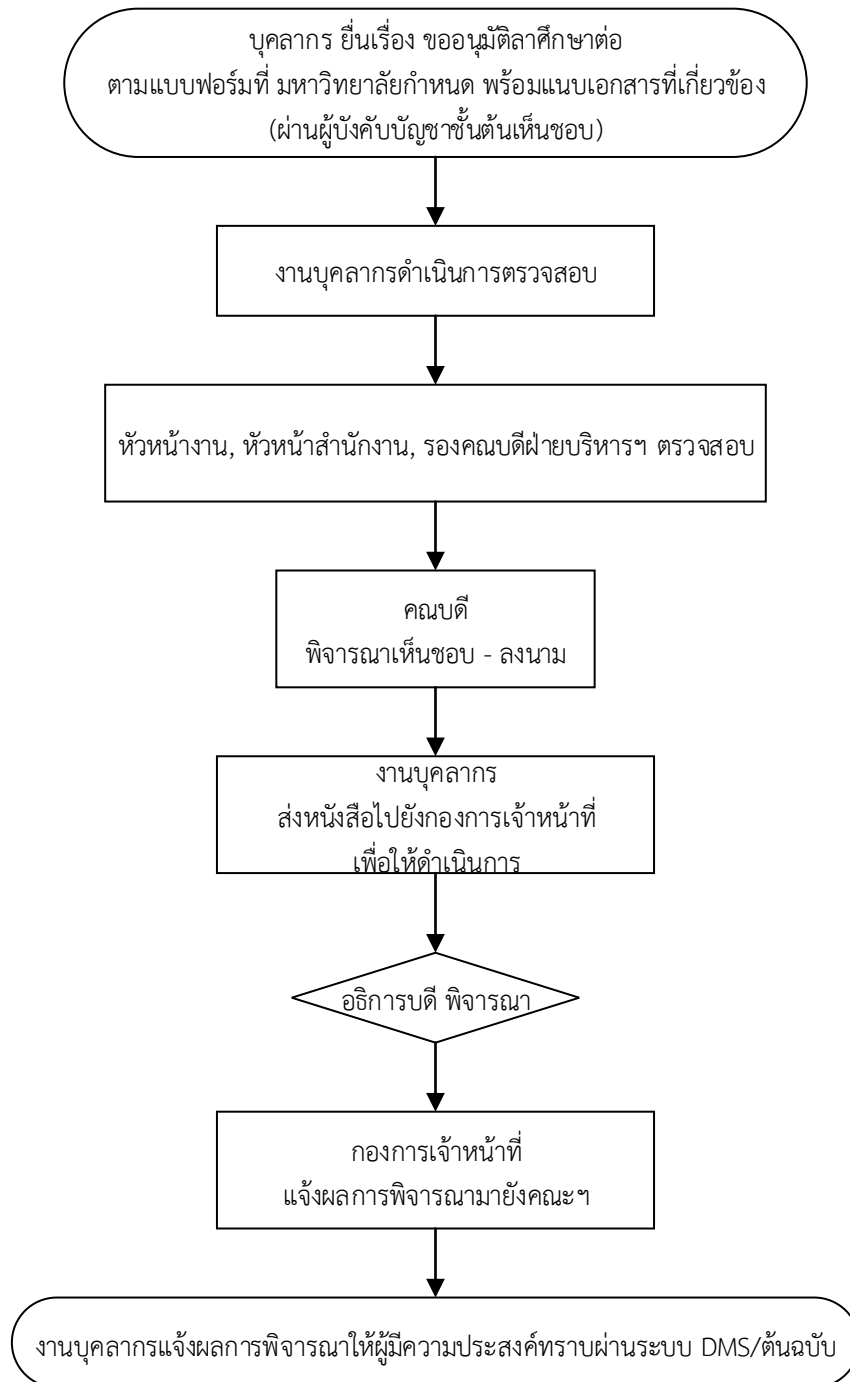 บุคลากร ยื่นเรื่อง ขออนุมัติลาศึกษาต่อ
ตามแบบฟอร์มที่ มหาวิทยาลัยกำหนด พร้อมแนบเอกสารที่เกี่ยวข้อง
(ผ่านผู้บังคับบัญชาชั้นต้นเห็นชอบ)
งานบุคลากรดำเนินการตรวจสอบ
หัวหน้างาน, หัวหน้าสำนักงาน, รองคณบดีฝ่ายบริหารฯ ตรวจสอบ
คณบดี
พิจารณาเห็นชอบ - ลงนาม
งานบุคลากร
ส่งหนังสือไปยังกองการเจ้าหน้าที่
เพื่อให้ดำเนินการ
อธิการบดี พิจารณา
กองการเจ้าหน้าที่
แจ้งผลการพิจารณามายังคณะฯ
งานบุคลากรแจ้งผลการพิจารณาให้ผู้มีความประสงค์ทราบผ่านระบบ DMS/ต้นฉบับ